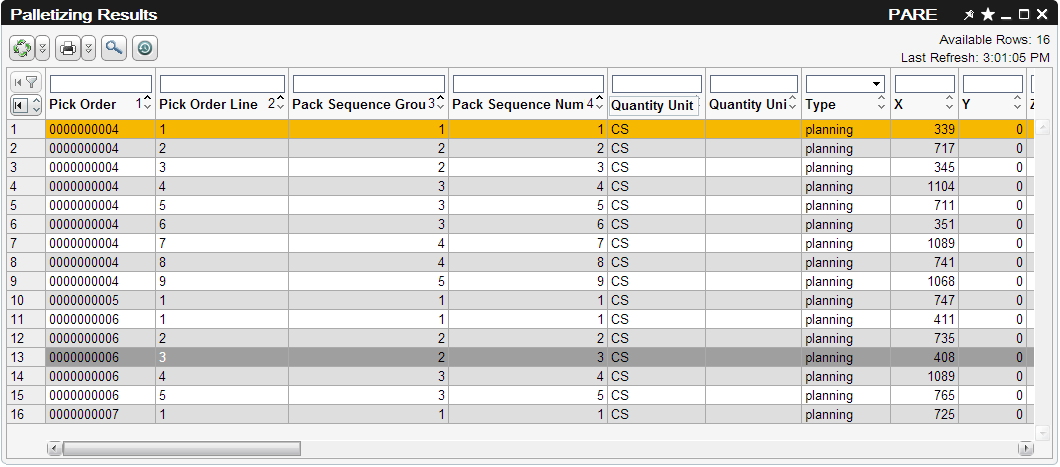 Palletizing Results PARE
Available Rows: 16
Last Refresh: 3:01:05 PM
Pick Order 1 Pick Order Line 2 Pack Sequence Grou 3 Pack Sequence Num 4 Quantity Unit Quantity Uni Type X Y Z
1 0000000004 1 1 1 CS planning 339 0
2 0000000004 2 2 2 CS planning 717 0
3 0000000004 3 2 3 CS planning 345 0
4 0000000004 4 3 4 CS planning 1104 0
5 0000000004 5 3 5 CS planning 711 0
6 0000000004 6 3 6 CS planning 351 0
7 0000000004 7 4 7 CS planning 1089 0
8 0000000004 8 4 8 CS planning 741 0
9 0000000004 9 5 9 CS planning 1068 0
10 0000000005 1 1 1 CS planning 747 0
11 0000000006 1 1 1 CS planning 411 0
12 0000000006 2 2 2 CS planning 735 0
13 0000000006 3 2 3 CS planning 408 0
14 0000000006 4 3 4 CS planning 1089 0
15 0000000006 5 3 5 CS planning 765 0
16 0000000007 1 1 1 CS planning 725 0